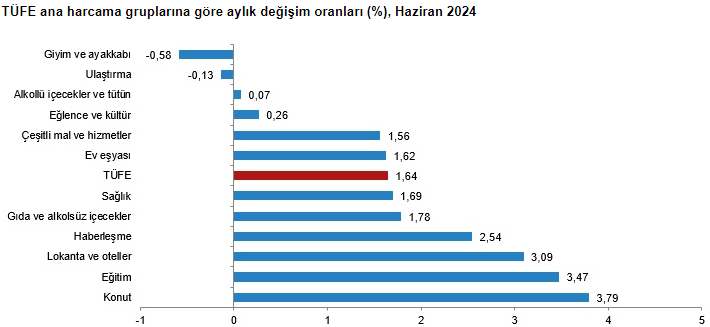 TÜFE ana harcama gruplarına göre aylık değişim oranları (%), Haziran 2024
Giyim ve ayakkabı -0,58
Ulaştırma -0,13
Alkollü içecekler ve tütün 0,07
Eğlence ve kültür 0,26
Çeşitli mal ve hizmetler 1,56
Ev eşyası 1,62
TÜFE 1,64
Sağlık 1,69
Gıda ve alkolsüz içecekler 1,78
Haberleşme 2,54
Lokanta ve oteller 3,09
Eğitim 3,47
Konut 3,79
-1 0 1 2 3 4 5